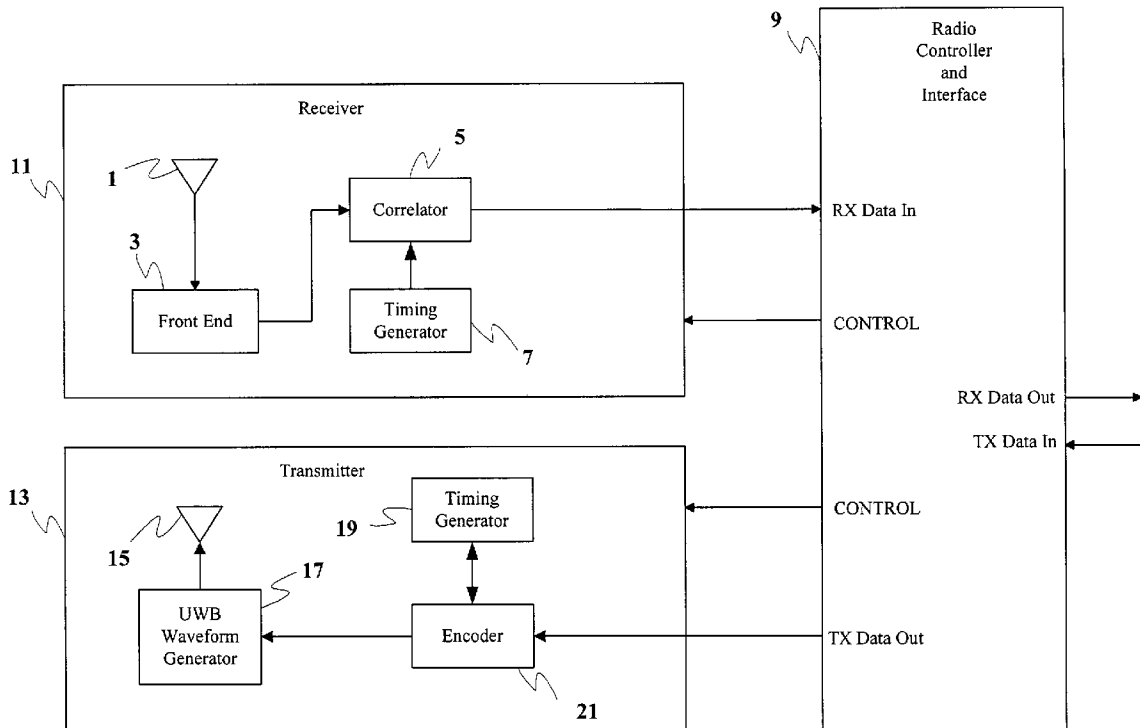 9
Radio
Controller
and
Interface
Receiver
11
1
5
Correlator
RX Data In
3
Front End
Timing
Generator
7
CONTROL
RX Data Out
TX Data In
Transmitter
13
15
Timing
Generator
19
CONTROL
17
UWB
Waveform
Generator
Encoder
TX Data Out
21